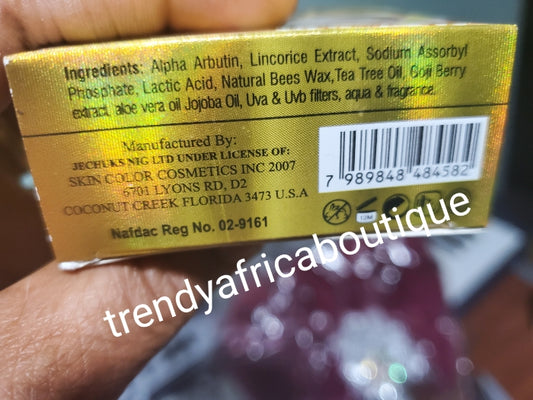 Ingredients: Alpha Arbutin, Lincorice Extract, Sodium Assorbyl
Phosphate, Lactic Acid, Natural Bees Wax,Tea Tree Oil, Goji Berry
extract, aloe vera oil Jojoba Oil, Uva & Uvb filters, aqua & fragrance.
Manufactured By:
JECHUKS NIG LTD UNDER LICENSE OF:
SKIN COLOR COSMETICS INC 2007
6701 LYONS RD, D2
COCONUT CREEK FLORIDA 3473 U.S.A
Nafdac Reg No. 02-9161
7 989848 484582
12M
trendyafricaboutique